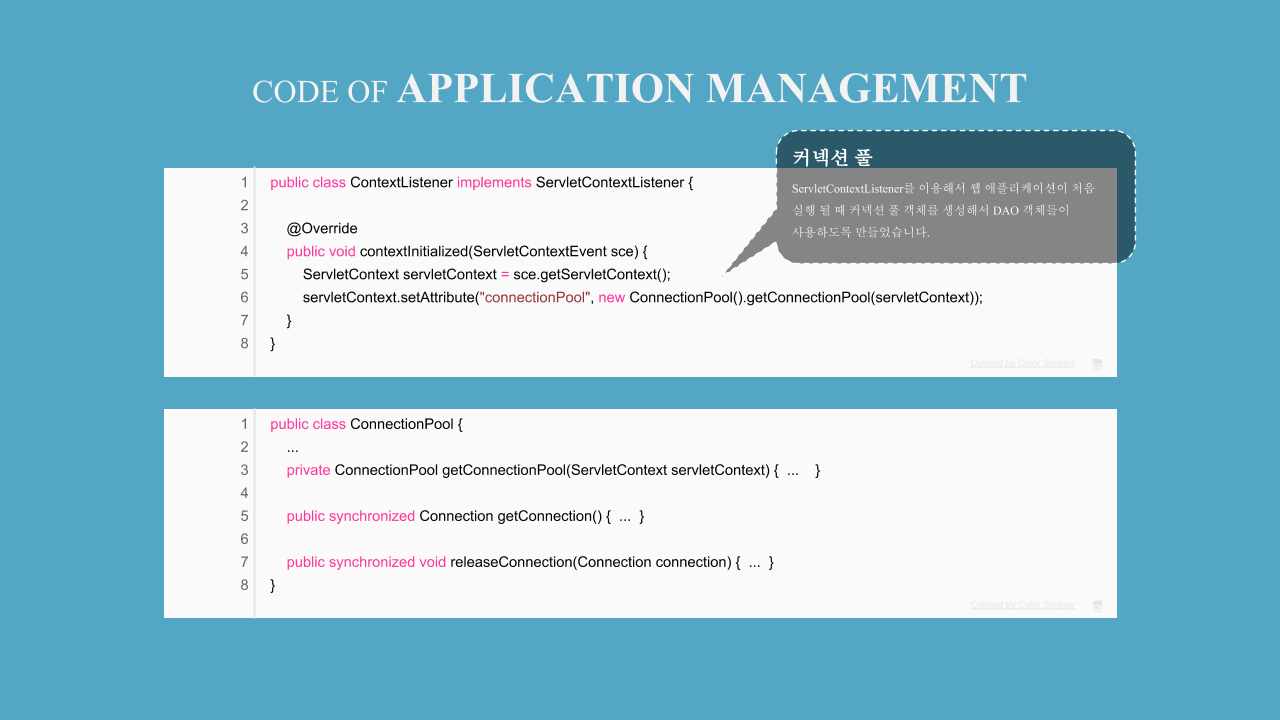 CODE OF APPLICATION MANAGEMENT
커넥션 풀
ServletContextListener를 이용해서 웹 애플리케이션이 처음
실행 될 때 커넥션 풀 객체를 생성해서 DAO 객체들이
사용하도록 만들었습니다.
1 public class ContextListener implements ServletContextListener {
2
3 @Override
4 public void contextInitialized(ServletContextEvent sce) {
5 ServletContext servletContext = sce.getServletContext();
6 servletContext.setAttribute("connectionPool", new ConnectionPool().getConnectionPool(servletContext));
7 }
8 }
Colored by Color Scripter
1 public class ConnectionPool {
2 ...
3 private ConnectionPool getConnectionPool(ServletContext servletContext) { ... }
4
5 public synchronized Connection getConnection() { ... }
6
7 public synchronized void releaseConnection(Connection connection) { ... }
8 }
Colored by Color Scripter